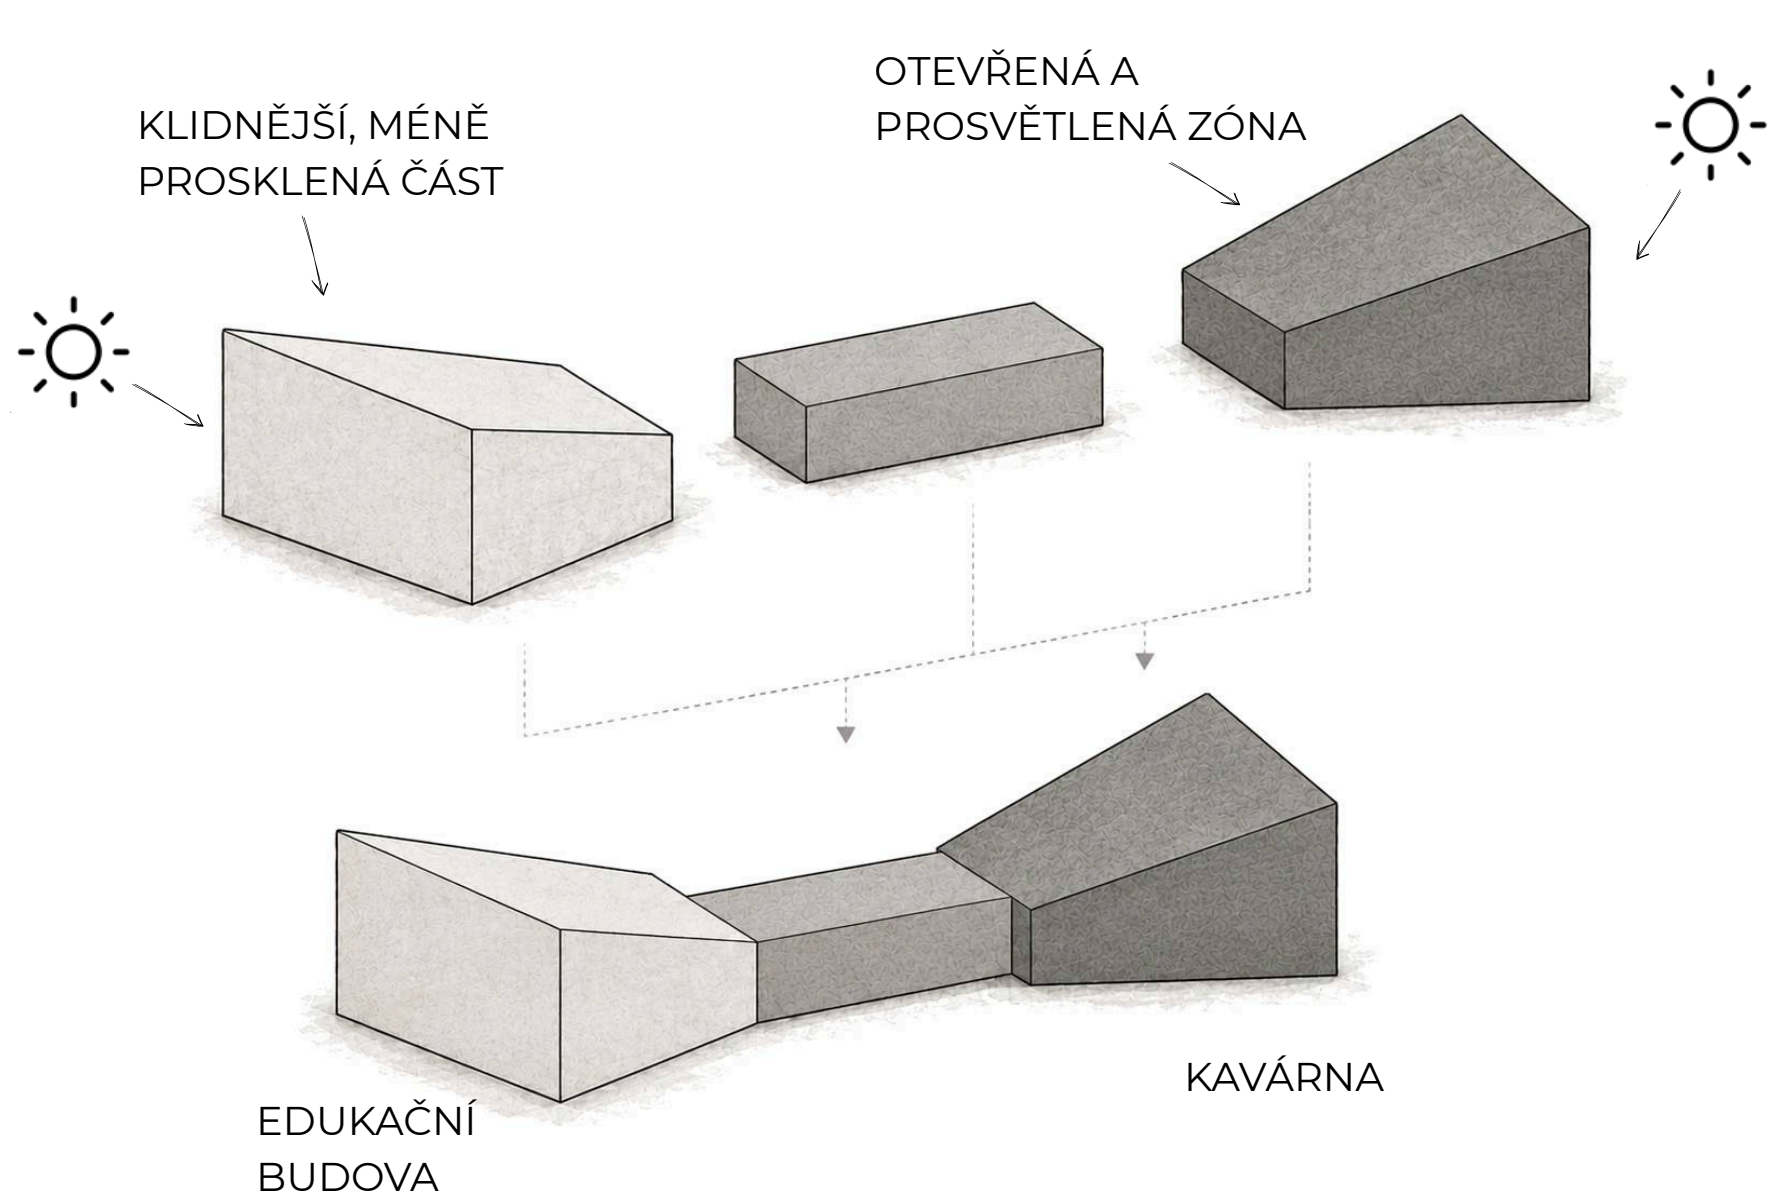 OTEVŘENÁ A
PROSVĚTLENÁ ZÓNA
KLIDNĚJŠÍ, MÉNĚ
PROSKLENÁ ČÁST
KAVÁRNA
EDUKAČNÍ
BUDOVA